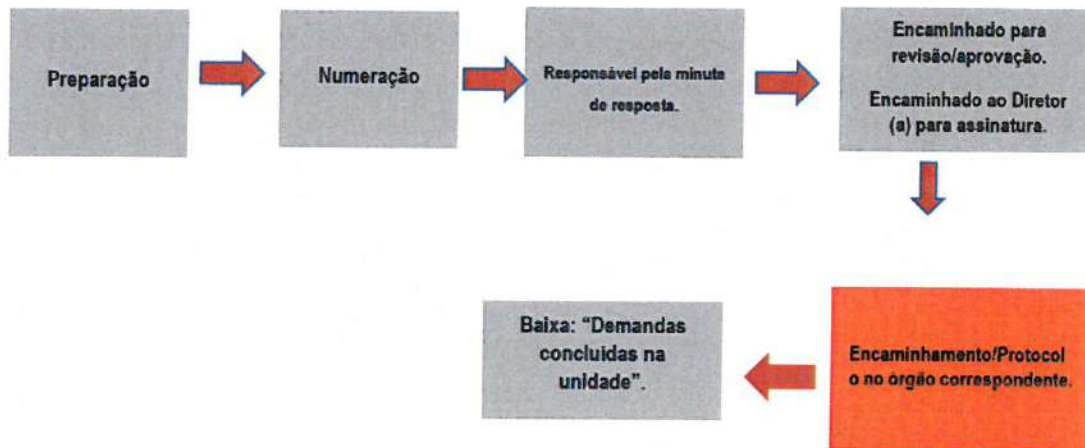 Preparação
Numeração
Responsável pela minuta
de resposta.
Encaminhado para
revisão/aprovação.
Encaminhado ao Diretor
(a) para assinatura.
Baixa: “Demandas
concluidas na
unidade”.
Encaminhamento/Protocol
o no órgão correspondente.